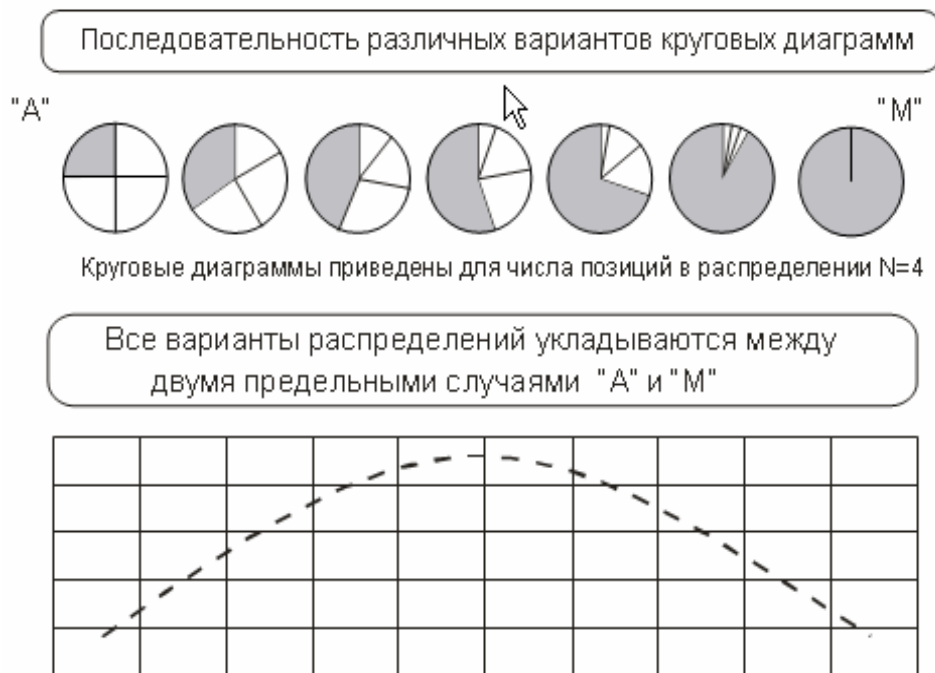 Последовательность различных вариантов круговых диаграмм
"А" "М"
Круговые диаграммы приведены для числа позиций в распределении N=4
Все варианты распределений укладываются между
двумя предельными случаями "А" и "М"